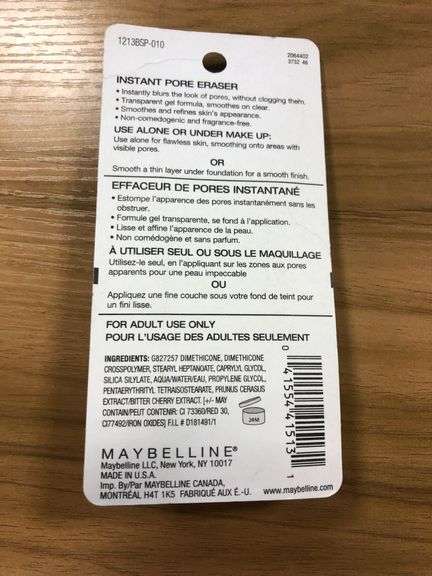 1213BSP-010
2064403
3732 46
INSTANT PORE ERASER
• Instantly blurs the look of pores, without clogging them.
• Transparent gel formula, smoothes on clear.
• Smoothes and refines skin's appearance.
• Non-comedogenic and fragrance-free.
USE ALONE OR UNDER MAKE UP:
Use alone for flawless skin, smoothing onto areas with
visible pores.
OR
Smooth a thin layer under foundation for a smooth finish.
EFFACEUR DE PORES INSTANTANÉ
• Estompe l'apparence des pores instantanément sans les
obstruer.
• Formule gel transparente, se fond à l'application.
• Lisse et affine l'apparence de la peau.
• Non comédogène et sans parfum.
À UTILISER SEUL OU SOUS LE MAQUILLAGE
Utilisez-le seul, en l'appliquant sur les zones aux pores
apparents pour une peau impeccable
OU
Appliquez une fine couche sous votre fond de teint pour
un fini lisse.
FOR ADULT USE ONLY
POUR L'USAGE DES ADULTES SEULEMENT
INGREDIENTS: G827257 DIMETHICONE, DIMETHICONE
CROSSPOLYMER, STEARYL HEPTANOATE, CAPRYLYL GLYCOL,
SILICA SILYLATE, AQUA/WATER/EAU, PROPYLENE GLYCOL,
PENTAERYTHRITYL TETRAISOSTEARATE, PRUNUS CERASUS
EXTRACT/BITTER CHERRY EXTRACT. [+/- MAY
CONTAIN/PEUT CONTENIR: CI 73360/RED 30,
CI77492/IRON OXIDES] F.I.L # D181491/1
24M
0 41554 41513 1
MAYBELLINE®
Maybelline LLC, New York, NY 10017
MADE IN U.S.A.
Imp. By/Par MAYBELLINE CANADA,
MONTRÉAL H4T 1K5 FABRIQUÉ AUX É.-U.
www.maybelline.com